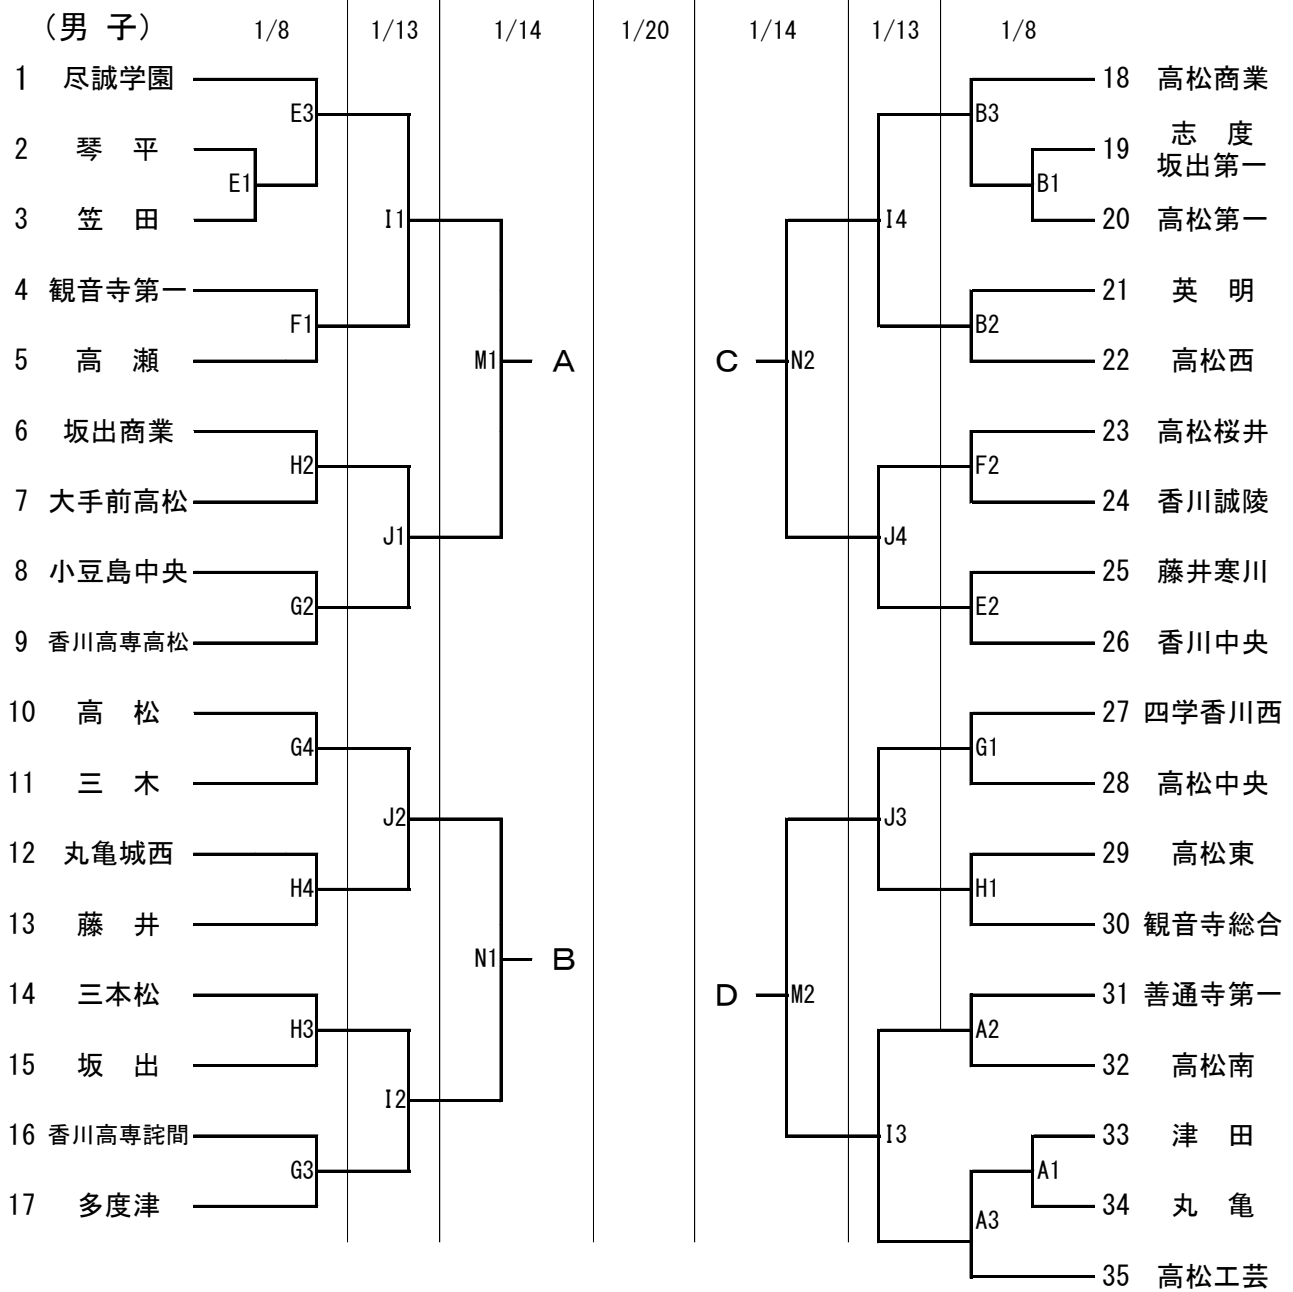 （男 子） 1/8 1/13 1/14 1/20 1/14 1/13 1/8
1 尽誠学園
E3
2 琴 平
E1
3 笠 田
I1
4 観音寺第一
F1
5 高 瀬
M1 A
6 坂出商業
H2
7 大手前高松
J1
8 小豆島中央
G2
9 香川高専高松
10 高 松
G4
11 三 木
J2
12 丸亀城西
H4
13 藤 井
N1 B
14 三本松
H3
15 坂 出
I2
16 香川高専詫間
G3
17 多度津
18 高松商業
B3
19 志 度
坂出第一
B1
20 高松第一
I4
21 英 明
B2
22 高松西
C N2
23 高松桜井
F2
24 香川誠陵
J4
25 藤井寒川
E2
26 香川中央
27 四学香川西
G1
28 高松中央
J3
29 高松東
H1
30 観音寺総合
D M2
31 善通寺第一
A2
32 高松南
I3
33 津 田
A1
34 丸 亀
A3
35 高松工芸